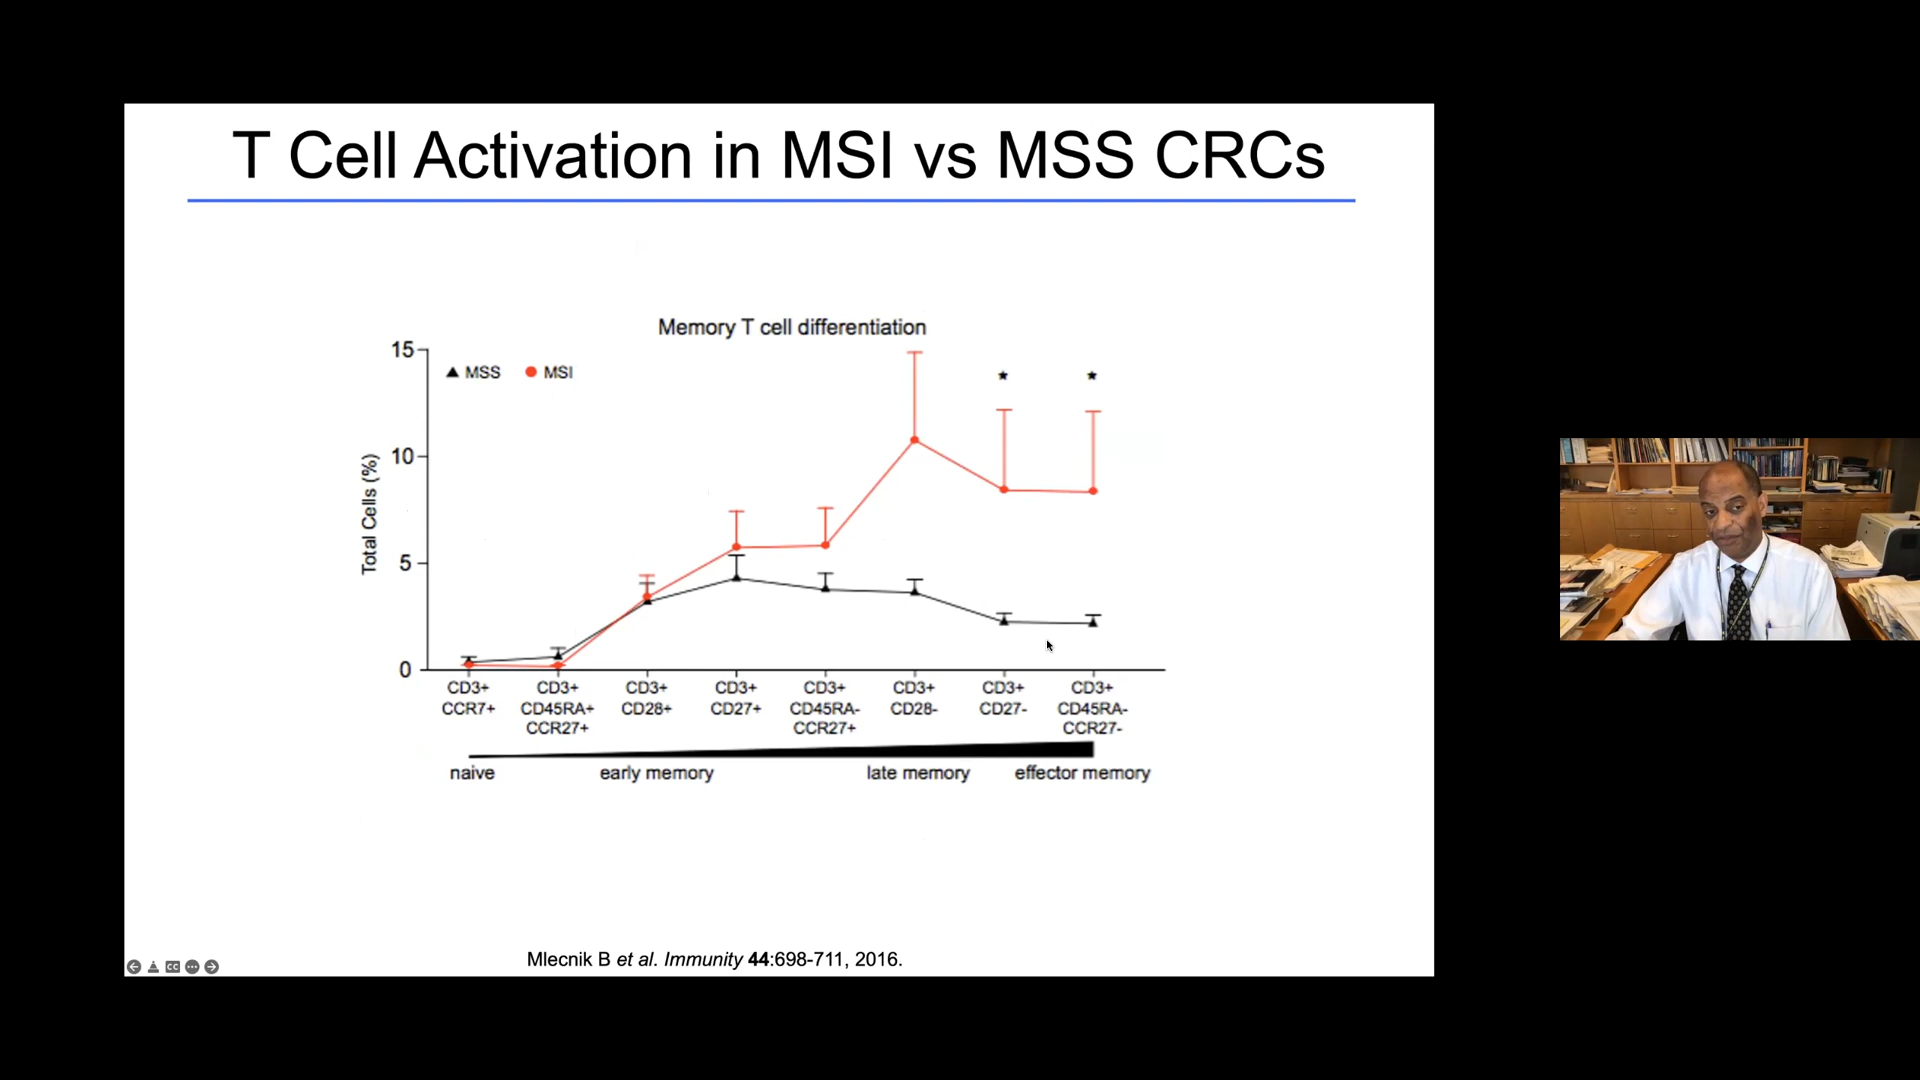 T Cell Activation in MSI vs MSS CRCs
Memory T cell differentiation
MSS MSI
Total Cells (%)
15
10
5
0
CD3+ CCR7+
CD3+ CD45RA+ CCR27+
CD3+ CD28+
CD3+ CD27+
CD3+ CD45RA- CCR27+
CD3+ CD28-
CD3+ CD27-
CD3+ CD45RA- CCR27-
naive early memory late memory effector memory
Mlecnik B et al. Immunity 44:698-711, 2016.
CC